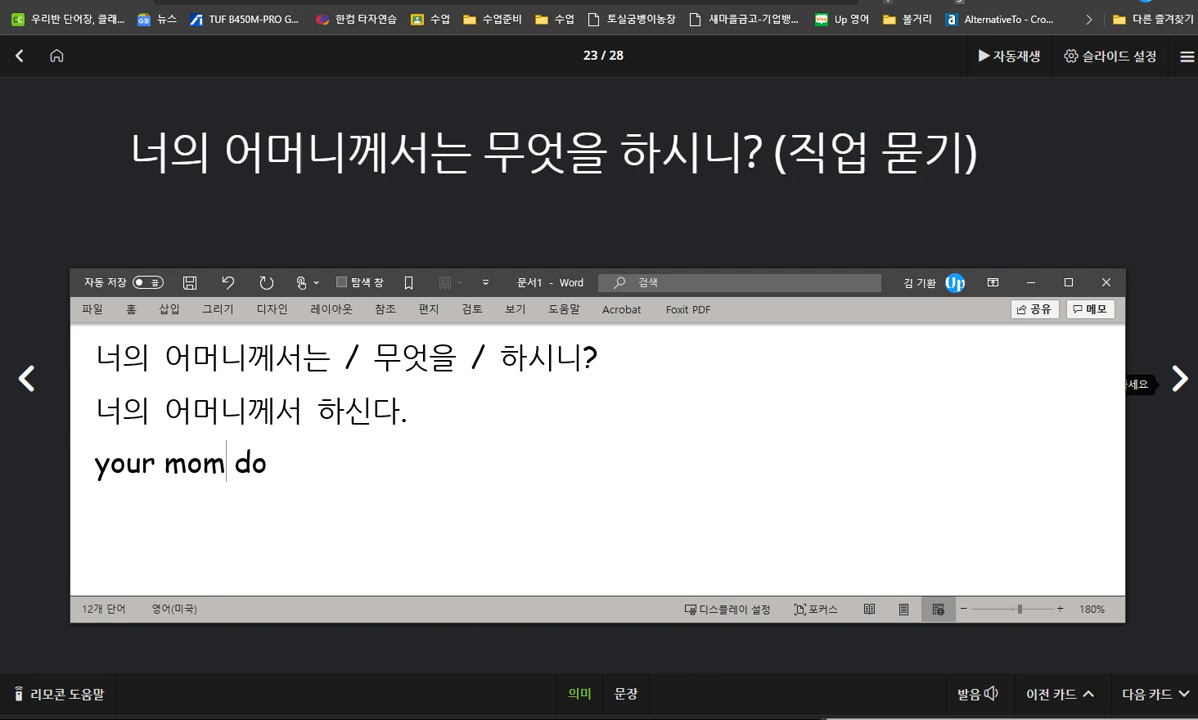 우리반 단어장, 클래... 뉴스 TUF B450M-PRO G... 한컴 타자연습 수업 수업준비 수업 토실굼벵이농장 새마을금고-기업뱅... Up 영어 볼거리 AlternativeTo - Cro... 다른 즐겨찾기
23 / 28 자동재생 슬라이드 설정
너의 어머니께서는 무엇을 하시니? (직업 묻기)
자동 저장 끔 탐색 창 문서1 - Word 검색 김 기환 Up
파일 홈 삽입 그리기 디자인 레이아웃 참조 편지 검토 보기 도움말 Acrobat Foxit PDF 공유 메모
너의 어머니께서는 / 무엇을 / 하시니?
세요
너의 어머니께서 하신다.
your mom do
12개 단어 영어(미국) 디스플레이 설정 포커스 180%
리모콘 도움말 의미 문장 발음 이전 카드 다음 카드